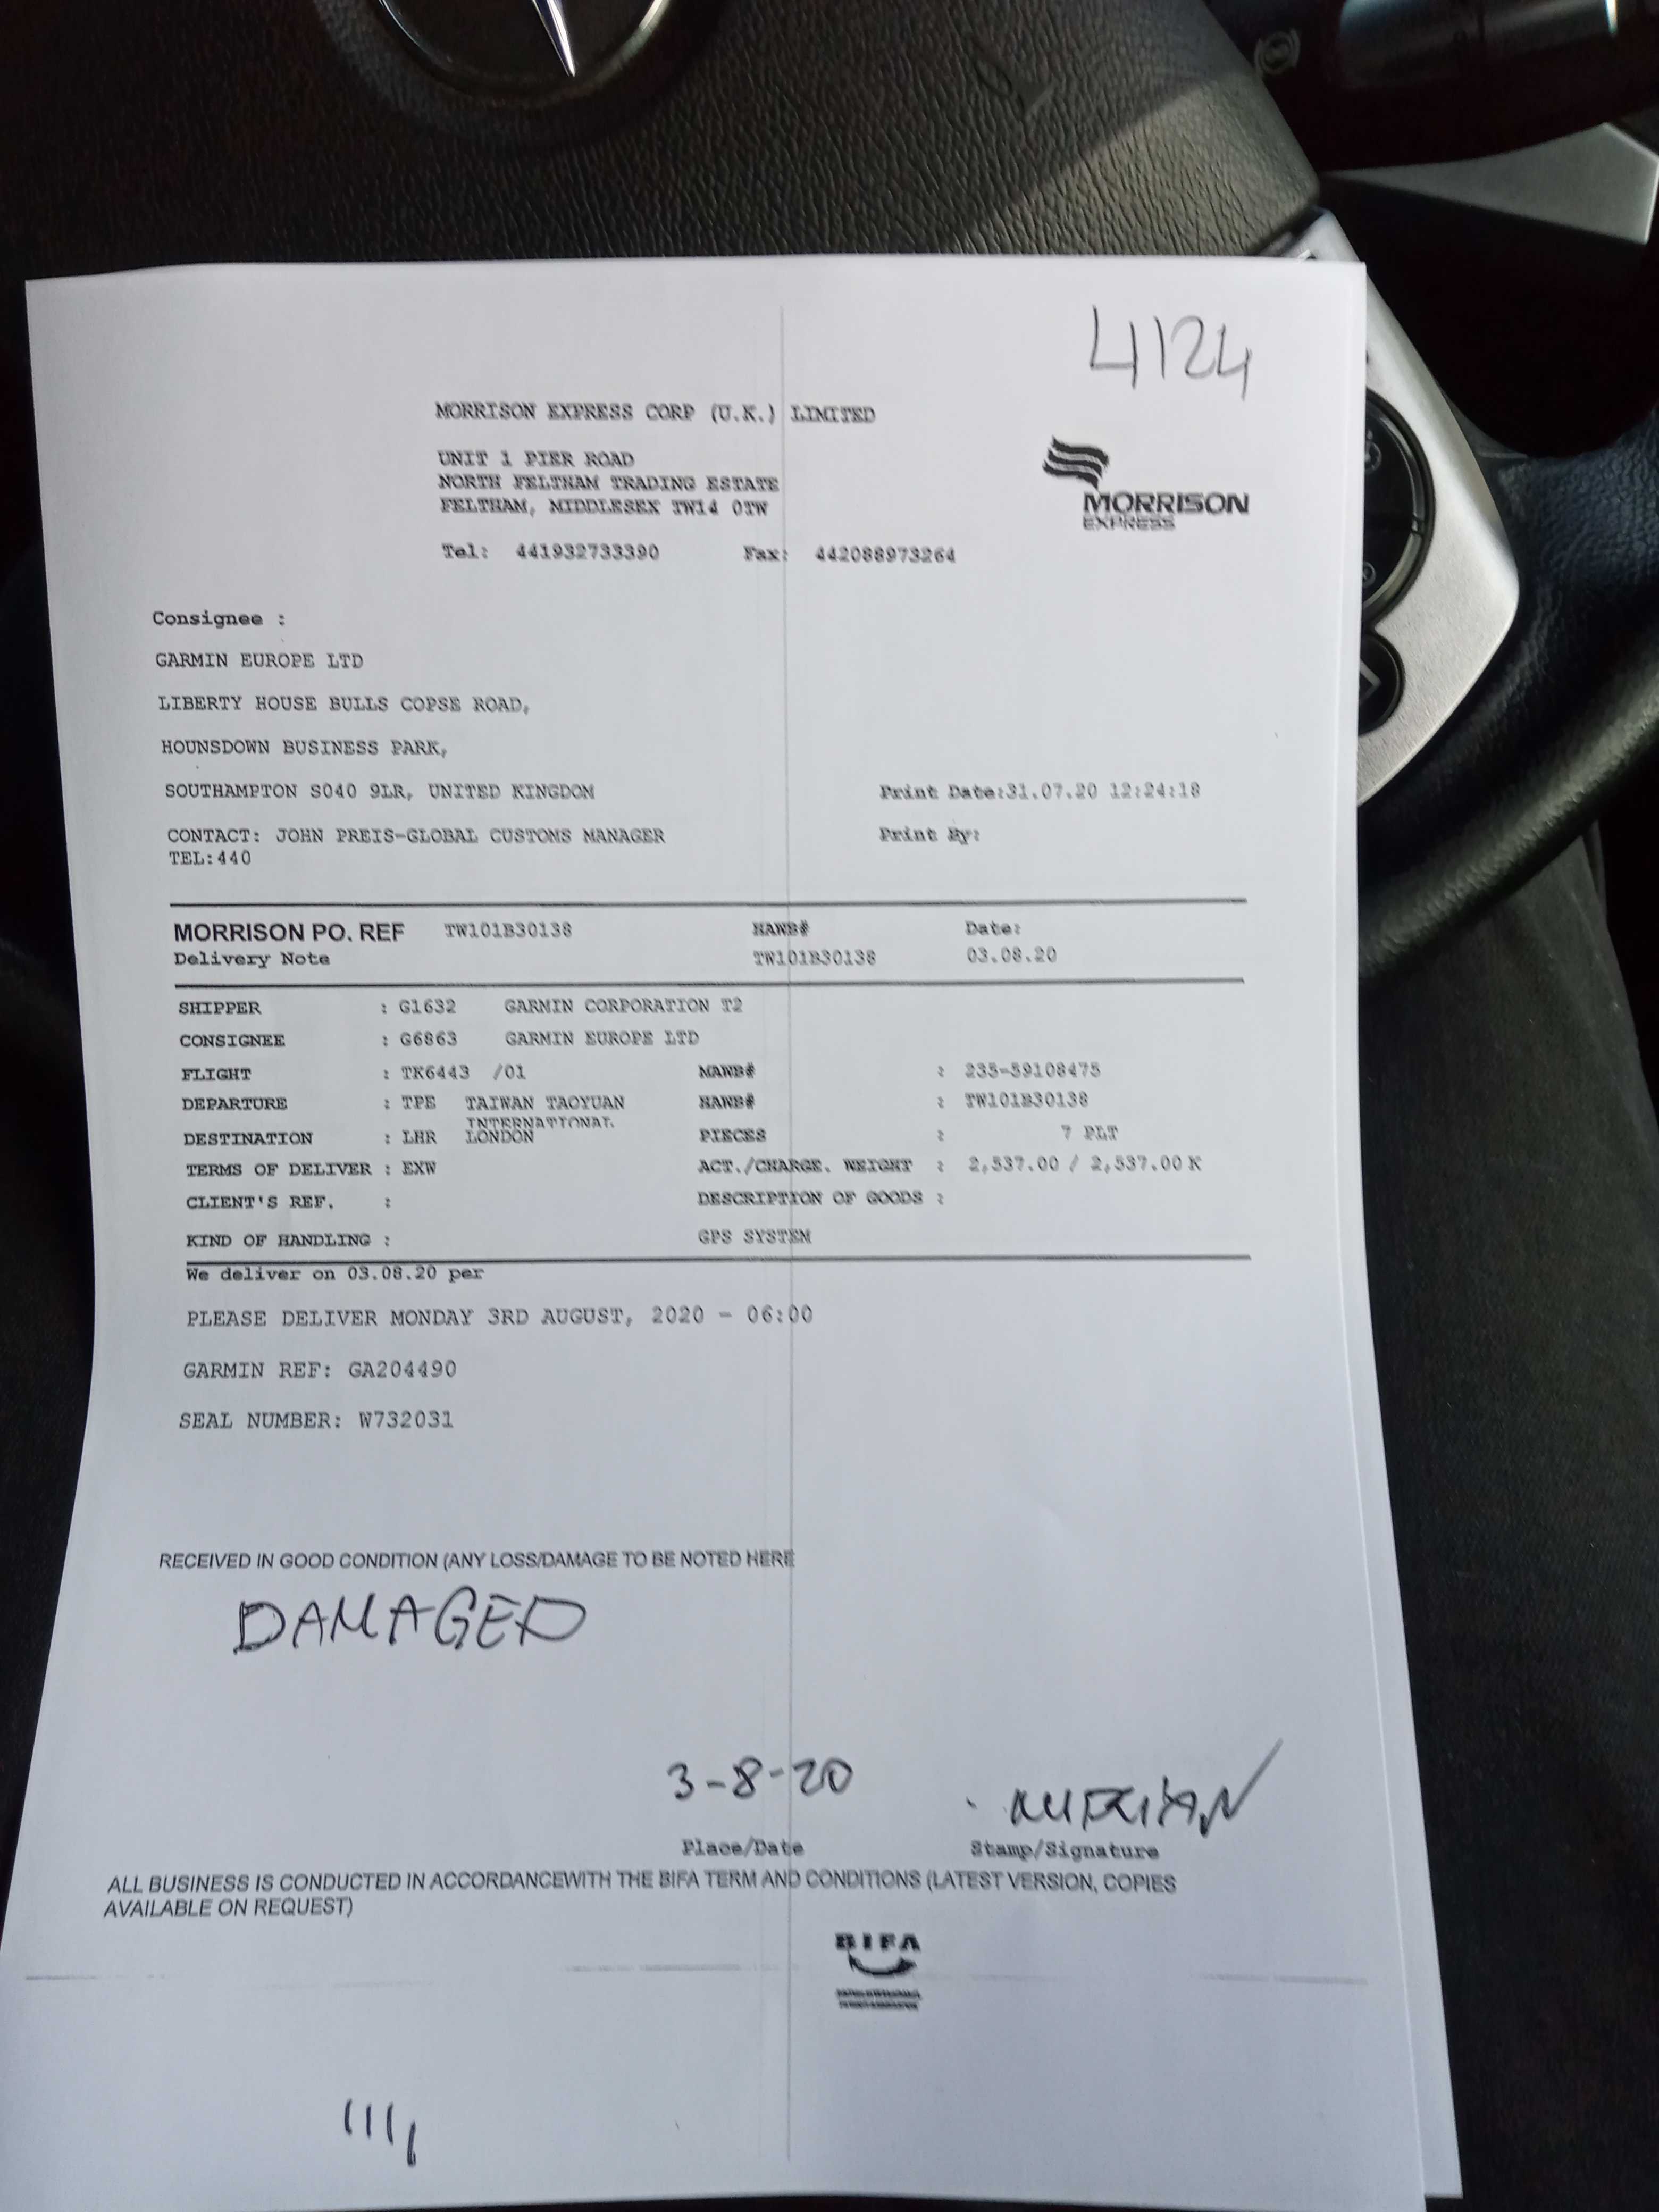 4124
MORRISON EXPRESS CORP (U.K.) LIMITED
UNIT 1 PIER ROAD
NORTH FELTHAM TRADING ESTATE
FELTHAM, MIDDLESEX TW14 0TW
MORRISON
EXPRESS
Tel: 441932733390 Fax: 442088973264
Consignee :
GARMIN EUROPE LTD
LIBERTY HOUSE BULLS COPSE ROAD,
HOUNSDOWN BUSINESS PARK,
SOUTHAMPTON SO40 9LR, UNITED KINGDOM Print Date:31.07.20 12:24:18
CONTACT: JOHN PREIS-GLOBAL CUSTOMS MANAGER Print By:
TEL:440
MORRISON PO. REF TW101B30138 HAWB# Date:
Delivery Note TW101B30138 03.08.20
SHIPPER : G1632 GARMIN CORPORATION T2
CONSIGNEE : G6863 GARMIN EUROPE LTD
FLIGHT : TK6443 /01 MAWB# : 235-59108475
DEPARTURE : TPE TAIWAN TAOYUAN HAWB# : TW101B30138
INTERNATIONAL
DESTINATION : LHR LONDON PIECES : 7 PLT
TERMS OF DELIVER : EXW ACT./CHARGE. WEIGHT : 2,537.00 / 2,537.00 K
CLIENT'S REF. : DESCRIPTION OF GOODS :
KIND OF HANDLING : GPS SYSTEM
We deliver on 03.08.20 per
PLEASE DELIVER MONDAY 3RD AUGUST, 2020 - 06:00
GARMIN REF: GA204490
SEAL NUMBER: W732031
RECEIVED IN GOOD CONDITION (ANY LOSS/DAMAGE TO BE NOTED HERE
DAMAGED
3-8-20
Place/Date Stamp/Signature
ALL BUSINESS IS CONDUCTED IN ACCORDANCEWITH THE BIFA TERM AND CONDITIONS (LATEST VERSION, COPIES
AVAILABLE ON REQUEST)
BIFA